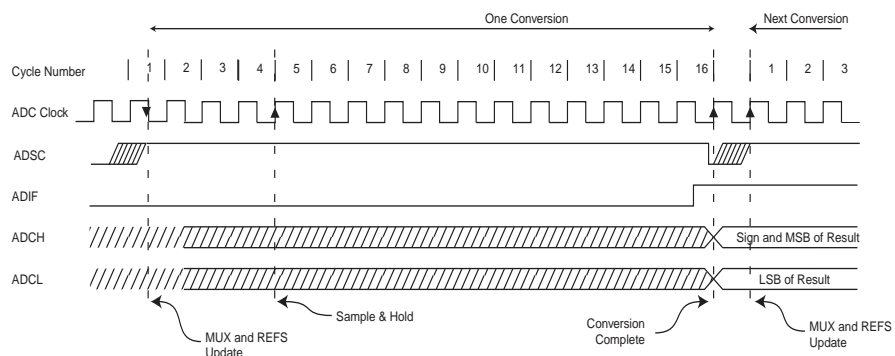 One Conversion
Next Conversion
Cycle Number 1 2 3 4 5 6 7 8 9 10 11 12 13 14 15 16 1 2 3
ADC Clock
ADSC
ADIF
ADCH
Sign and MSB of Result
ADCL
LSB of Result
MUX and REFS
Update
Sample & Hold
Conversion
Complete
MUX and REFS
Update